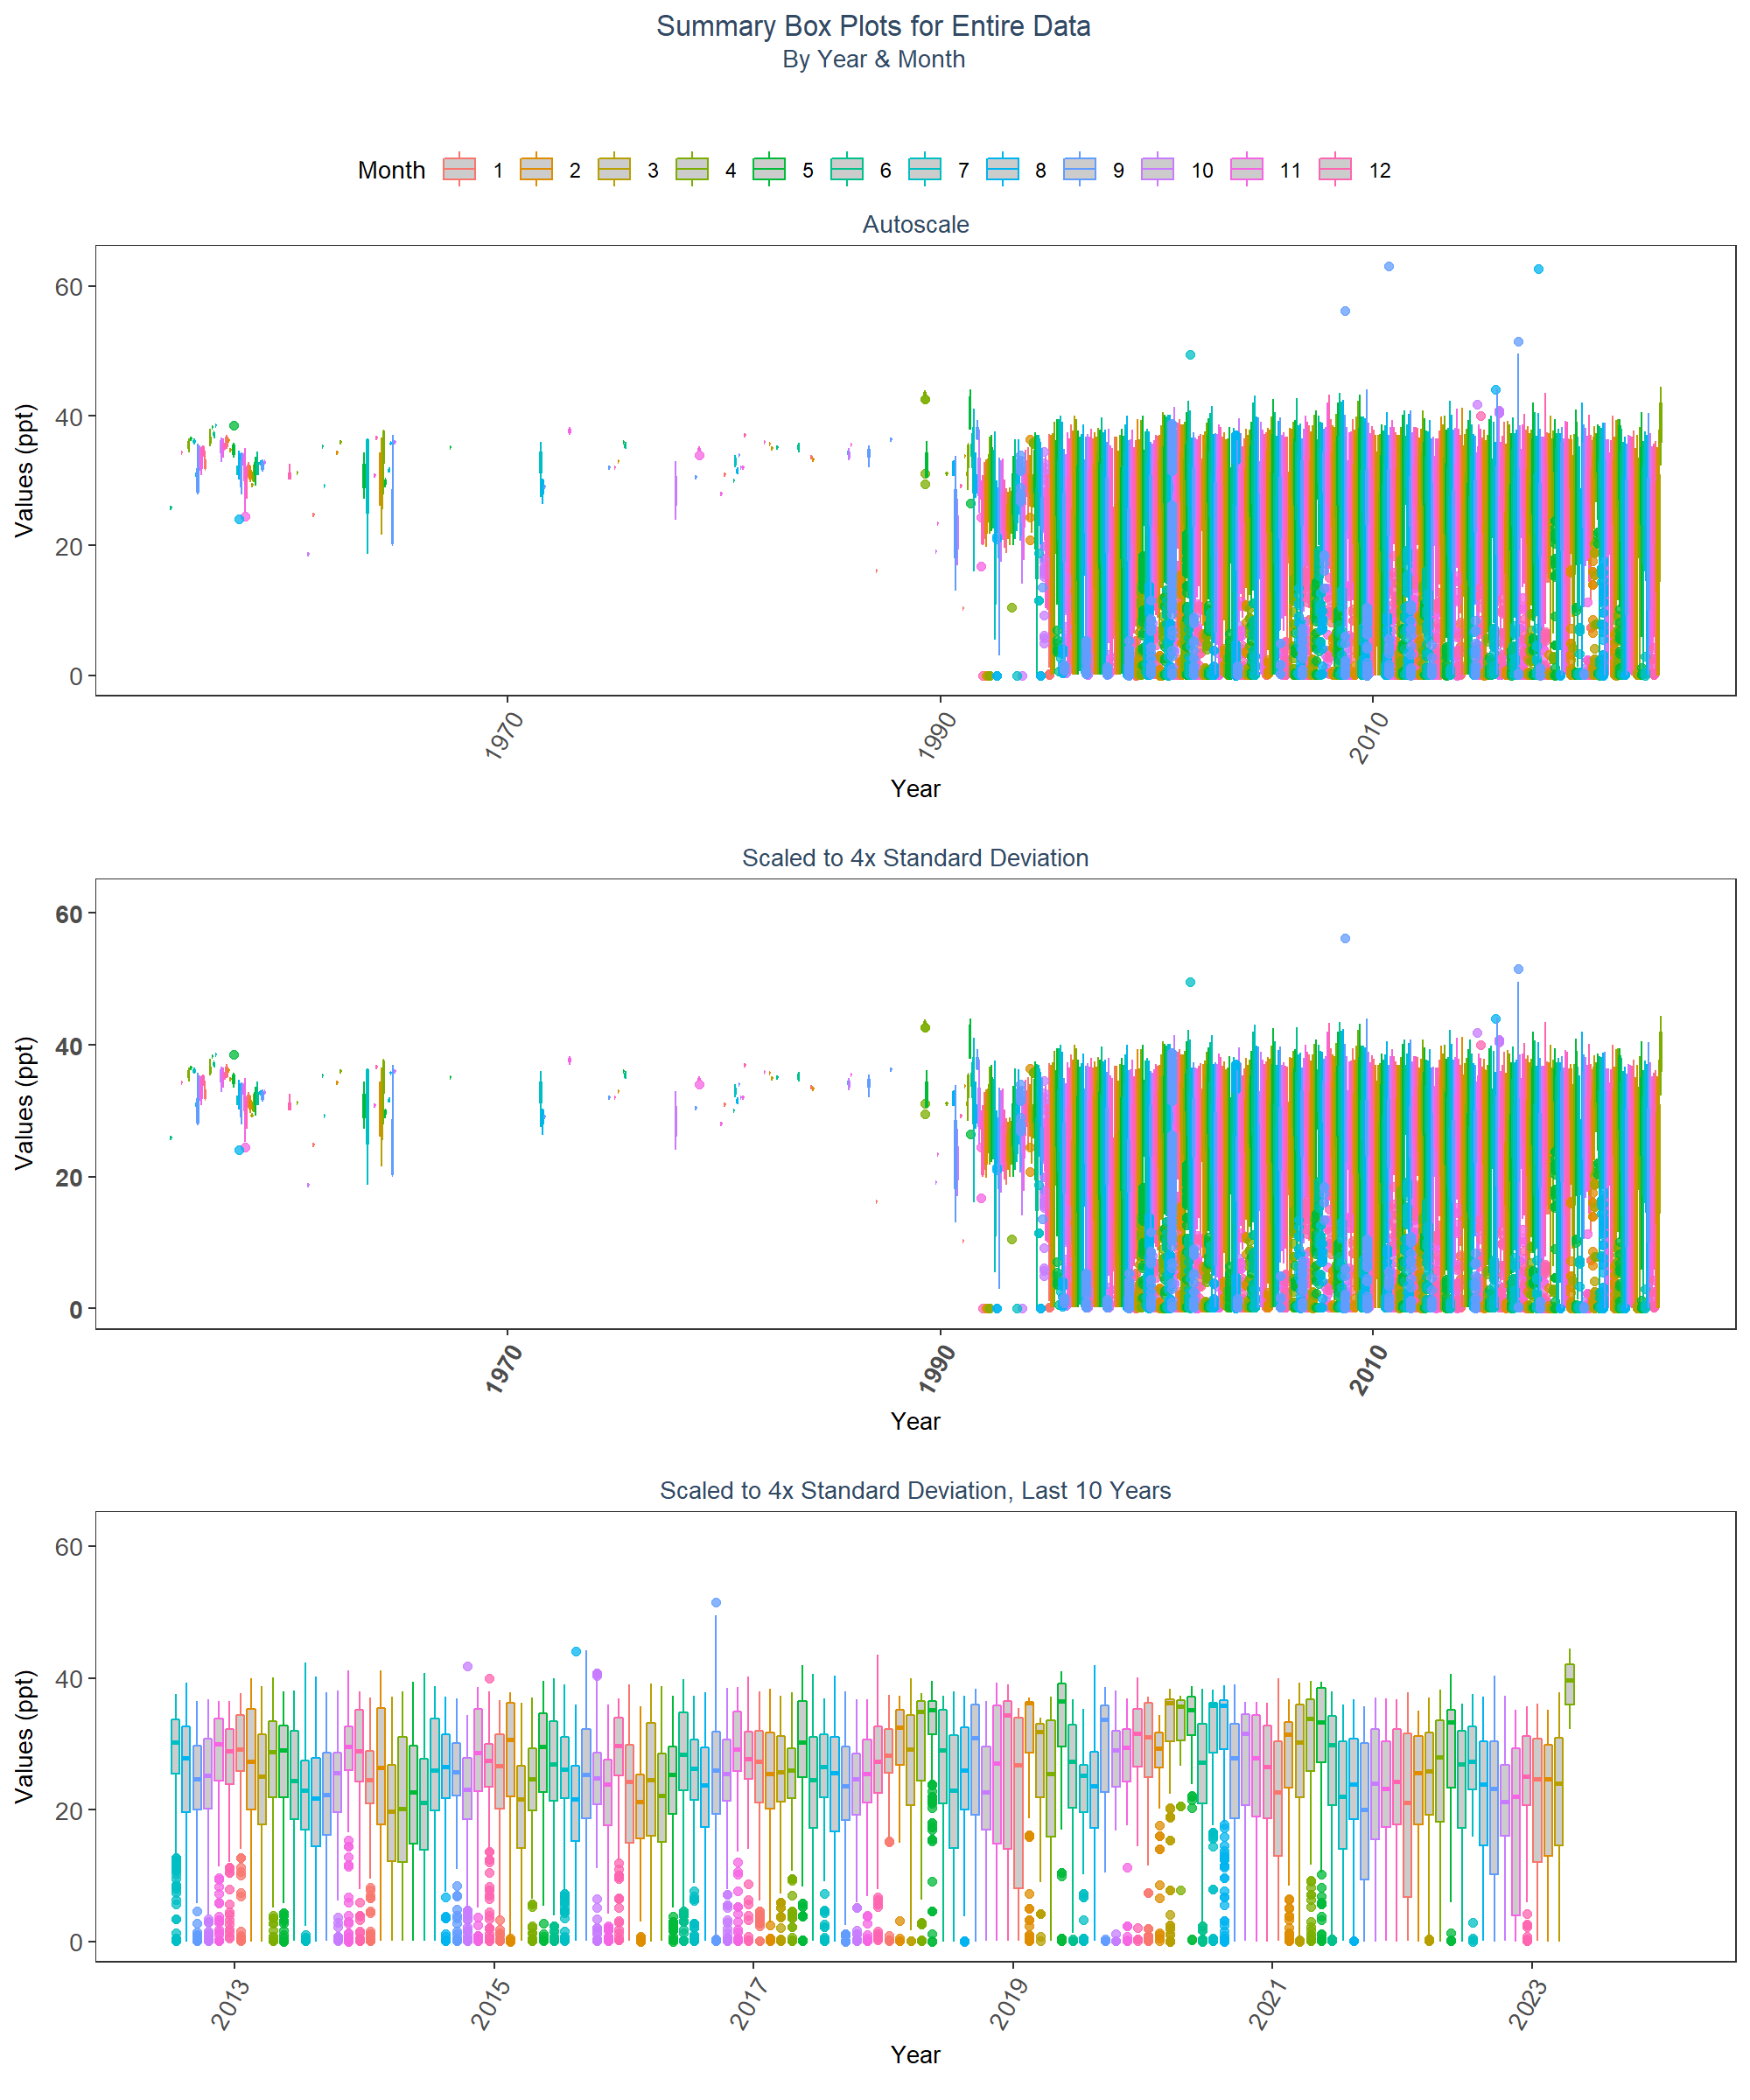 Summary Box Plots for Entire Data
By Year & Month
Month 1 2 3 4 5 6 7 8 9 10 11 12
Autoscale
Values (ppt)
60
40
20
0
1970 1990 2010
Year
Scaled to 4x Standard Deviation
Values (ppt)
60
40
20
0
1970 1990 2010
Year
Scaled to 4x Standard Deviation, Last 10 Years
Values (ppt)
60
40
20
0
2013 2015 2017 2019 2021 2023
Year